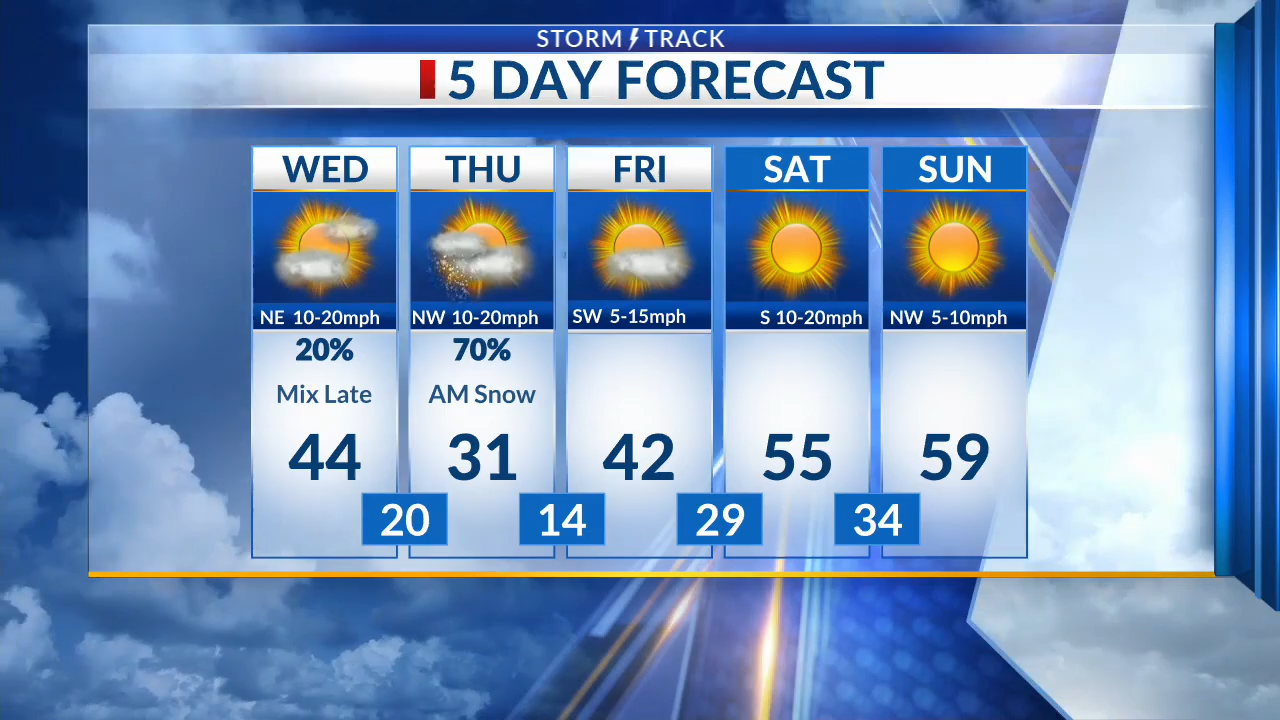 STORM TRACK
5 DAY FORECAST
WED THU FRI SAT SUN
NE 10-20mph NW 10-20mph SW 5-15mph S 10-20mph NW 5-10mph
20% 70%
Mix Late AM Snow
44 31 42 55 59
20 14 29 34